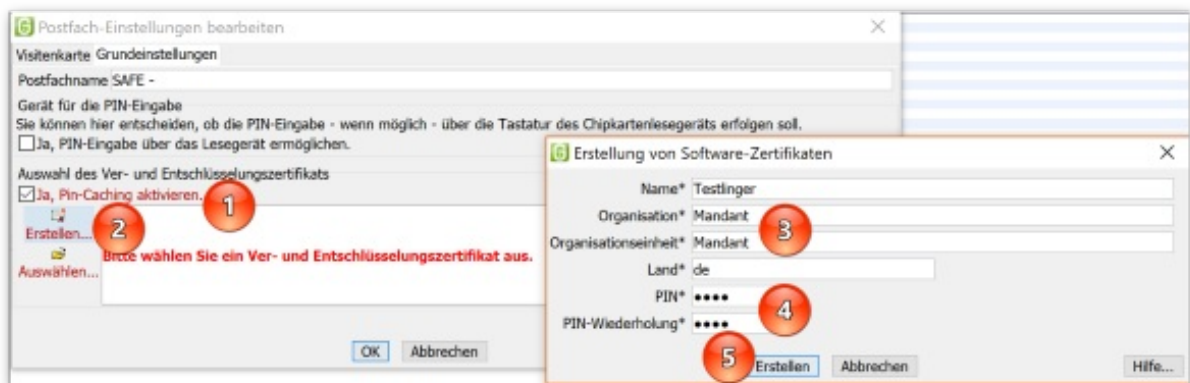 Postfach-Einstellungen bearbeiten
Visitenkarte Grundeinstellungen
Postfachname SAFE -
Gerät für die PIN-Eingabe
Sie können hier entscheiden, ob die PIN-Eingabe - wenn möglich - über die Tastatur des Chipkartenlesegeräts erfolgen soll.
Ja, PIN-Eingabe über das Lesegerät ermöglichen.
Auswahl des Ver- und Entschlüsselungszertifikats
Ja, Pin-Caching aktivieren.
1
Erstellen...
2
Auswählen...
Bitte wählen Sie ein Ver- und Entschlüsselungszertifikat aus.
OK Abbrechen
Erstellung von Software-Zertifikaten
Name* Testlinger
Organisation* Mandant
3
Organisationseinheit* Mandant
Land* de
PIN* ••••
4
PIN-Wiederholung* ••••
5
Erstellen Abbrechen Hilfe...